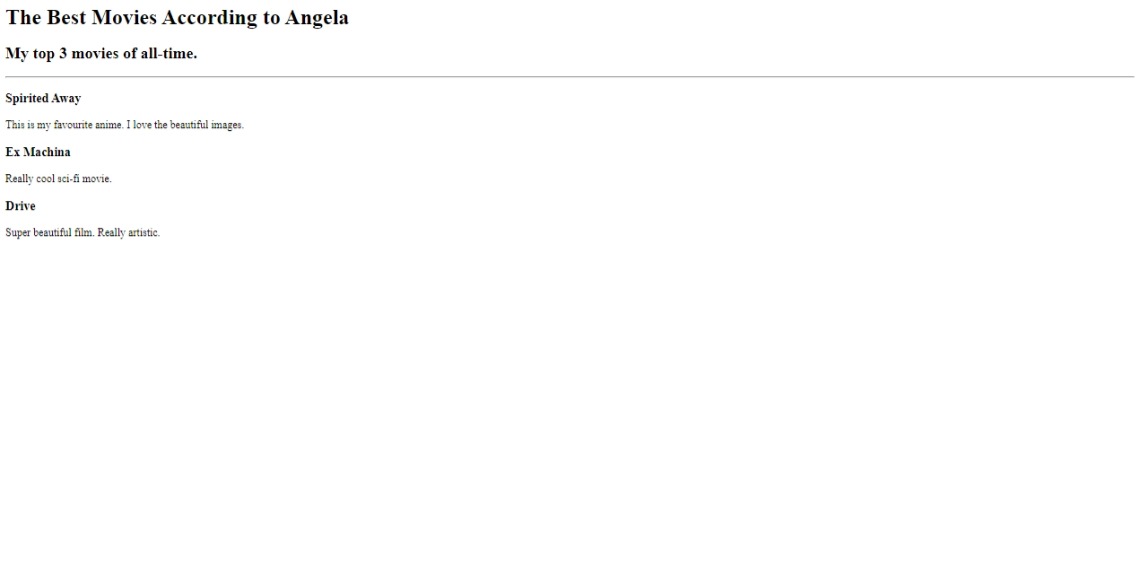 The Best Movies According to Angela
My top 3 movies of all-time.
Spirited Away
This is my favourite anime. I love the beautiful images.
Ex Machina
Really cool sci-fi movie.
Drive
Super beautiful film. Really artistic.